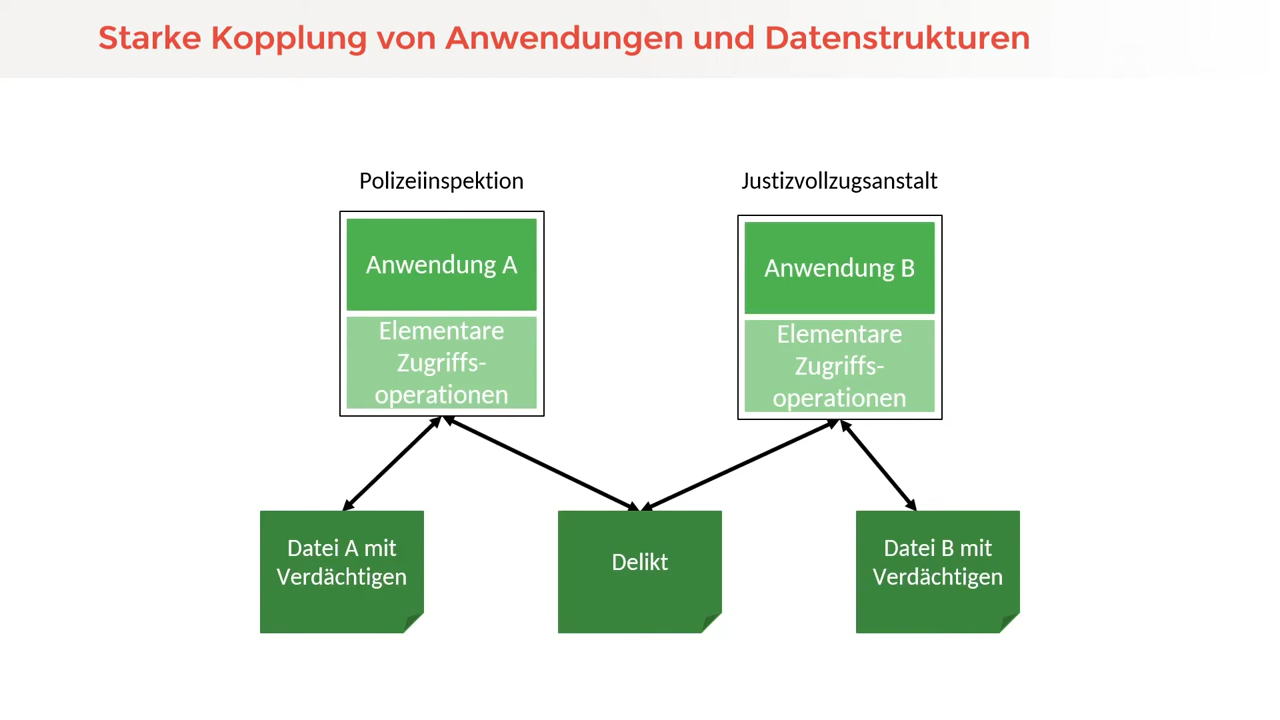 Starke Kopplung von Anwendungen und Datenstrukturen
Polizeiinspektion
Justizvollzugsanstalt
Anwendung A
Elementare
Zugriffs-
operationen
Anwendung B
Elementare
Zugriffs-
operationen
Datei A mit
Verdächtigen
Delikt
Datei B mit
Verdächtigen